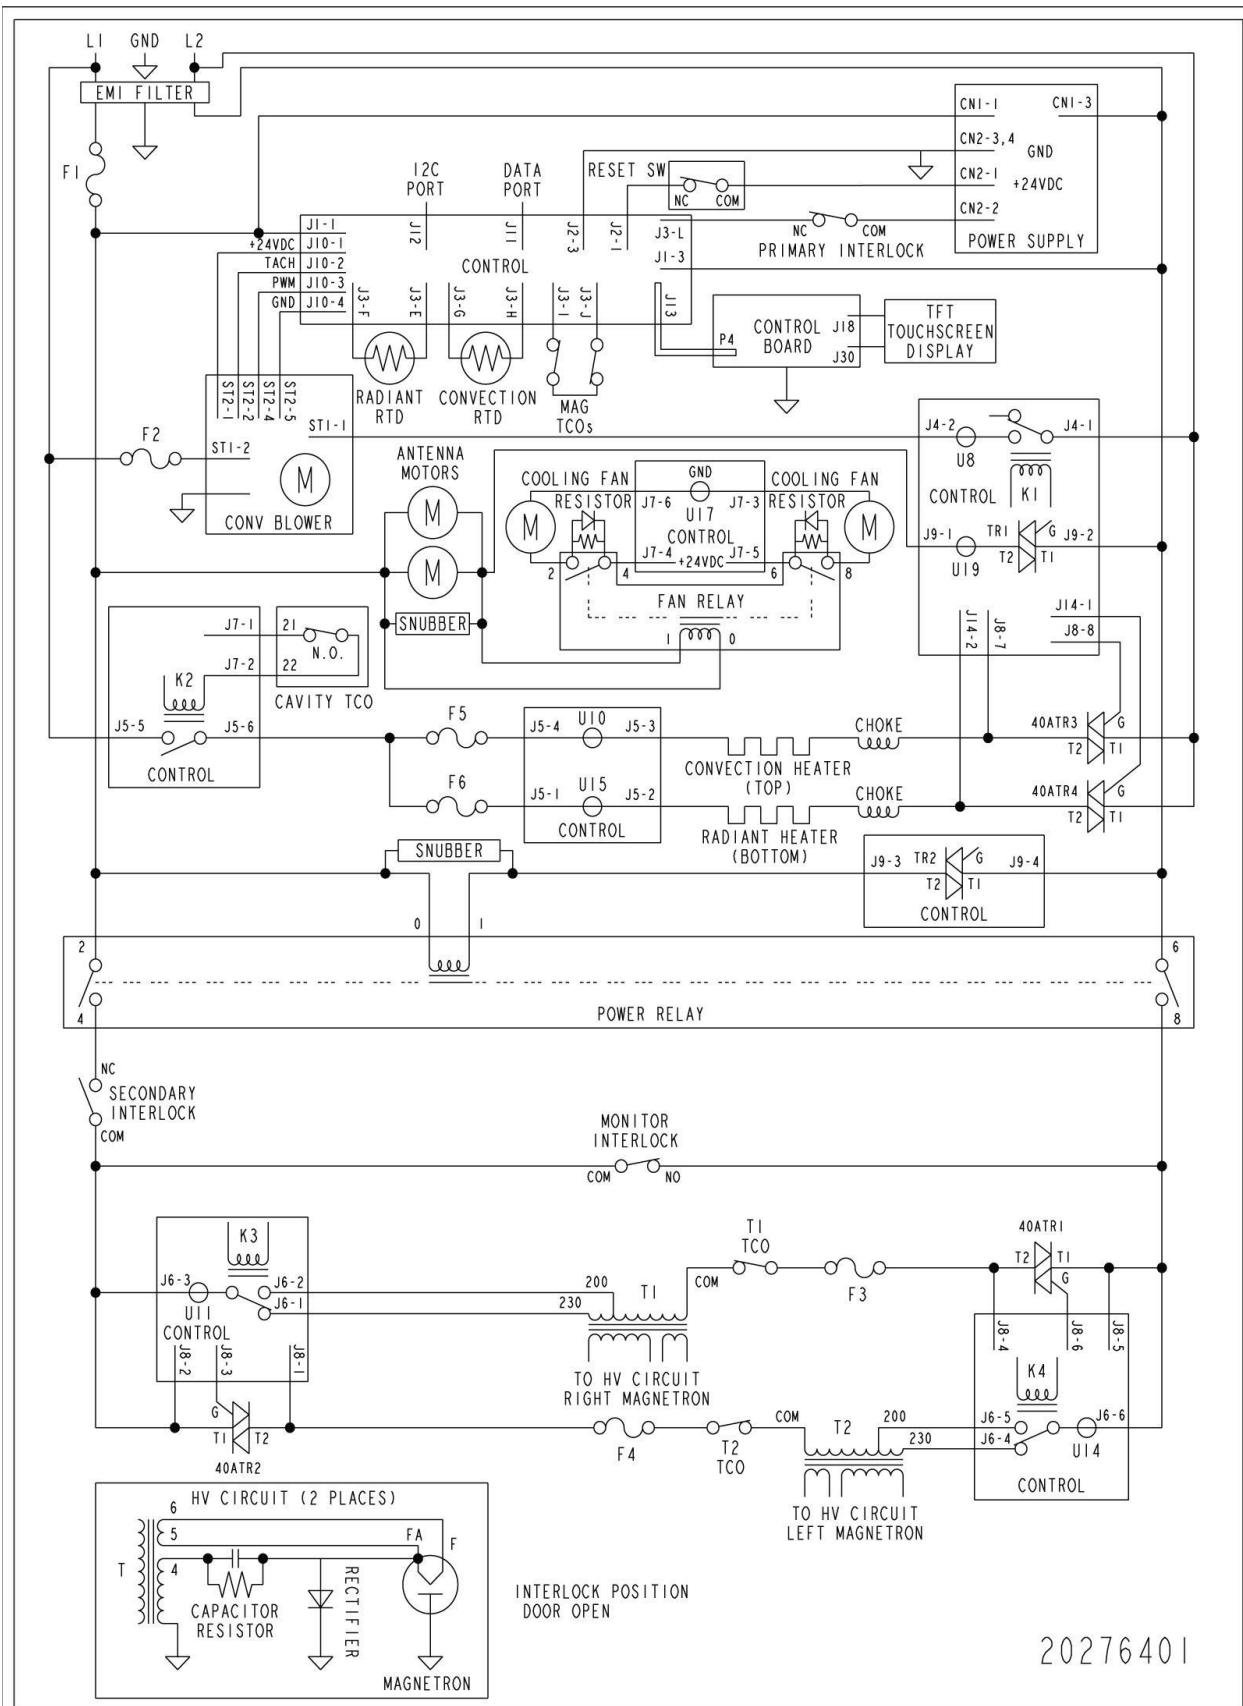 L1 GND L2
EMI FILTER
CN1-1 CN1-3
CN2-3,4
GND
CN2-1
+24VDC
CN2-2
POWER SUPPLY
F1
I2C
PORT
DATA
PORT
RESET SW
NC COM
NC COM
PRIMARY INTERLOCK
J1-1
+24VDC J10-1
TACH J10-2
PWM J10-3
GND J10-4
J12
J11
J2-3
J2-1
J3-L
J1-3
CONTROL
J3-F
J3-E
J3-G
J3-H
J3-I
J3-J
J13
P4
CONTROL
BOARD
J18
J30
TFT
TOUCHSCREEN
DISPLAY
RADIANT
RTD
CONVECTION
RTD
MAG
TCOs
ST2-1
ST2-2
ST2-4
ST2-5
ST1-1
F2
ST1-2
M
CONV BLOWER
ANTENNA
MOTORS
M
M
SNUBBER
COOLING FAN
RESISTOR
M
GND
J7-6 J7-3
U17
CONTROL
J7-4 J7-5
+24VDC
COOLING FAN
RESISTOR
M
2 4 6 8
FAN RELAY
1 0
J4-2 J4-1
U8
CONTROL K1
J9-1 TR1 G J9-2
T2 T1
U19
J14-1
J8-8
J14-2
J8-7
J7-1 21
N.O.
J7-2 22
CAVITY TCO
K2
J5-5 J5-6
CONTROL
F5
J5-4 U10 J5-3
F6
J5-1 U15 J5-2
CONTROL
CONVECTION HEATER
(TOP)
CHOKE
40ATR3 G
T2 T1
RADIANT HEATER
(BOTTOM)
CHOKE
40ATR4 G
T2 T1
SNUBBER
J9-3 TR2 G J9-4
T2 T1
CONTROL
0 1
2 6
4 8
POWER RELAY
NC
SECONDARY
INTERLOCK
COM
MONITOR
INTERLOCK
COM NO
K3
J6-3 J6-2
J6-1
U11
CONTROL
J8-2
J8-3
J8-1
G
T1 T2
40ATR2
200
230
T1
COM
T1
TCO
F3
40ATR1
T2 T1
G
TO HV CIRCUIT
RIGHT MAGNETRON
J8-4
J8-6
J8-5
K4
J6-5 J6-6
J6-4
U14
CONTROL
F4
T2
TCO
COM
T2
200
230
TO HV CIRCUIT
LEFT MAGNETRON
HV CIRCUIT (2 PLACES)
6
5
4
T
FA F
CAPACITOR
RESISTOR
RECTIFIER
MAGNETRON
INTERLOCK POSITION
DOOR OPEN
20276401